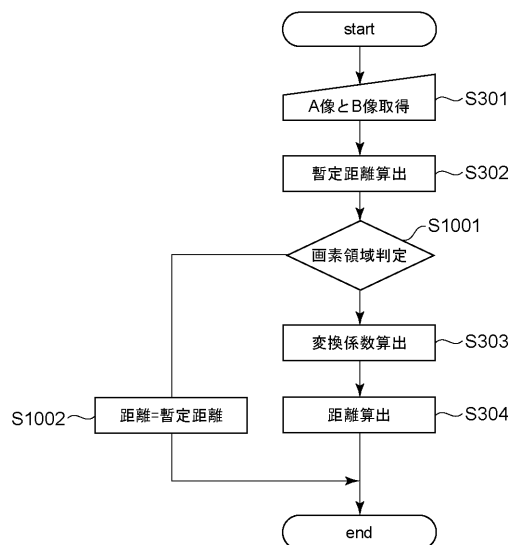 start
A像とB像取得
S301
暫定距離算出
S302
S1001
画素領域判定
変換係数算出
S303
S1002
距離=暫定距離
距離算出
S304
end